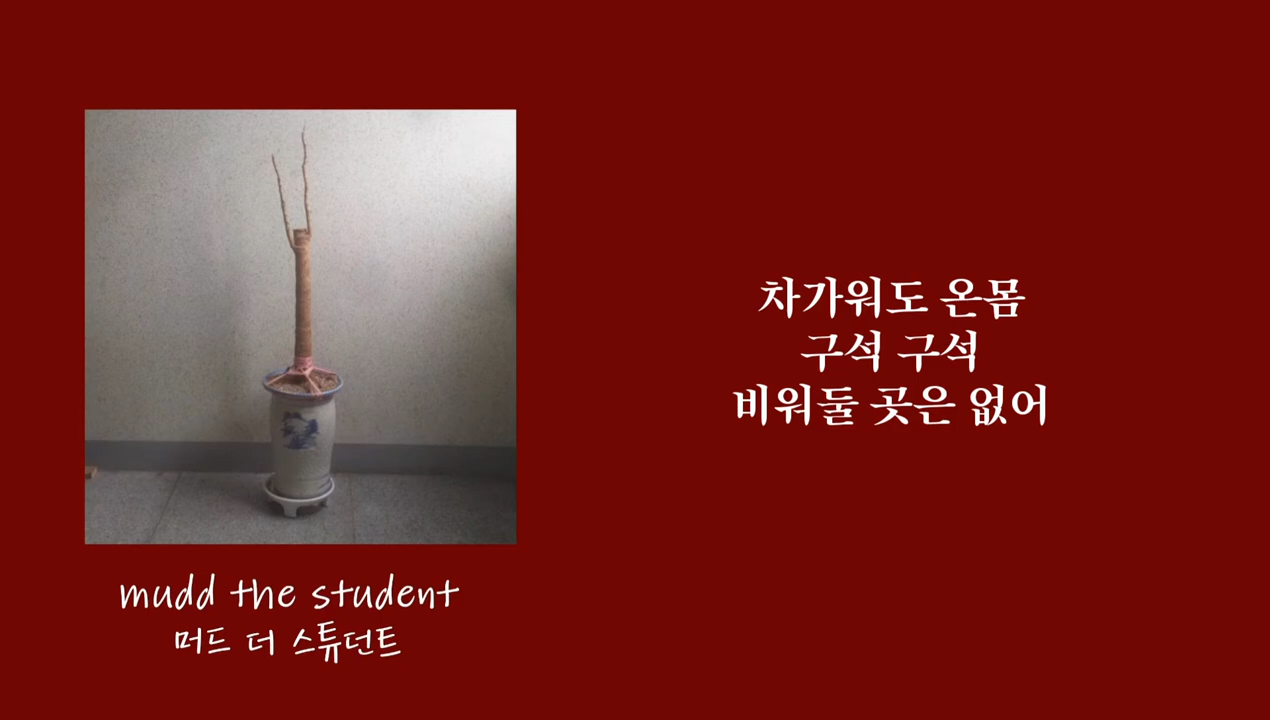 차가워도 온몸
구석 구석
비워둘 곳은 없어
mudd the student
머드 더 스튜던트